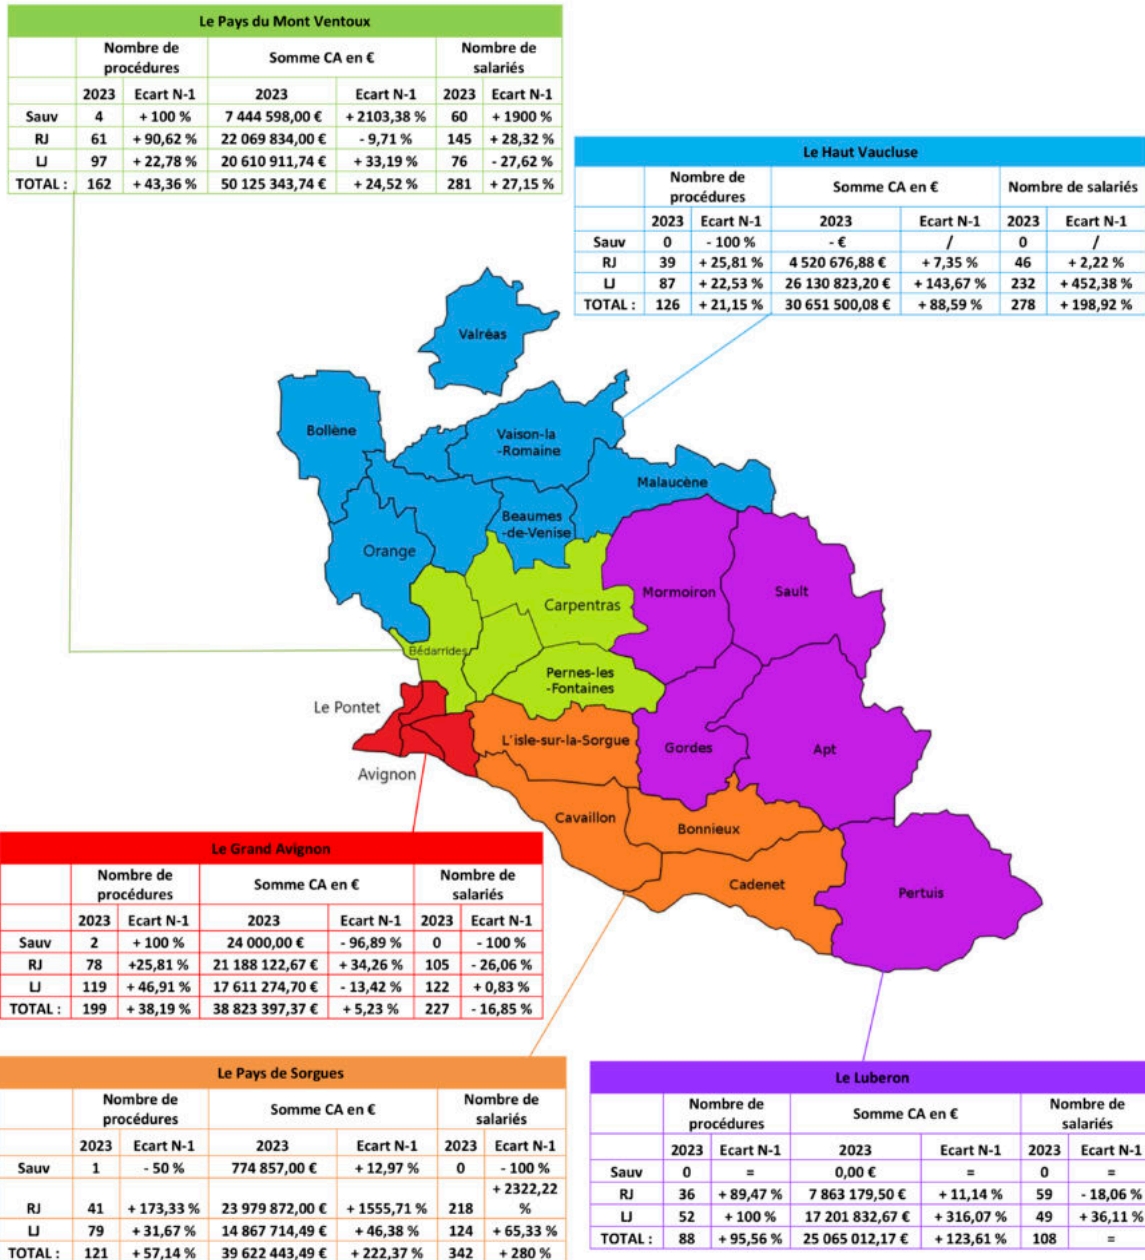 Le Pays du Mont Ventoux
Nombre de procédures Somme CA en € Nombre de salariés
2023 Ecart N-1 2023 Ecart N-1 2023 Ecart N-1
Sauv 4 + 100 % 7 444 598,00 € + 2103,38 % 60 + 1900 %
RJ 61 + 90,62 % 22 069 834,00 € - 9,71 % 145 + 28,32 %
LJ 97 + 22,78 % 20 610 911,74 € + 33,19 % 76 - 27,62 %
TOTAL : 162 + 43,36 % 50 125 343,74 € + 24,52 % 281 + 27,15 %
Le Haut Vaucluse
Nombre de procédures Somme CA en € Nombre de salariés
2023 Ecart N-1 2023 Ecart N-1 2023 Ecart N-1
Sauv 0 - 100 % - € / 0 /
RJ 39 + 25,81 % 4 520 676,88 € + 7,35 % 46 + 2,22 %
LJ 87 + 22,53 % 26 130 823,20 € + 143,67 % 232 + 452,38 %
TOTAL : 126 + 21,15 % 30 651 500,08 € + 88,59 % 278 + 198,92 %
Valréas
Bollène
Vaison-la
-Romaine
Malaucène
Beaumes
-de-Venise
Orange
Mormoiron
Sault
Carpentras
Bédarrides
Pernes-les
-Fontaines
Le Pontet
L'isle-sur-la-Sorgue
Gordes
Apt
Avignon
Cavaillon
Bonnieux
Cadenet
Pertuis
Le Grand Avignon
Nombre de procédures Somme CA en € Nombre de salariés
2023 Ecart N-1 2023 Ecart N-1 2023 Ecart N-1
Sauv 2 + 100 % 24 000,00 € - 96,89 % 0 - 100 %
RJ 78 +25,81 % 21 188 122,67 € + 34,26 % 105 - 26,06 %
LJ 119 + 46,91 % 17 611 274,70 € - 13,42 % 122 + 0,83 %
TOTAL : 199 + 38,19 % 38 823 397,37 € + 5,23 % 227 - 16,85 %
Le Pays de Sorgues
Nombre de procédures Somme CA en € Nombre de salariés
2023 Ecart N-1 2023 Ecart N-1 2023 Ecart N-1
Sauv 1 - 50 % 774 857,00 € + 12,97 % 0 - 100 %
RJ 41 + 173,33 % 23 979 872,00 € + 1555,71 % 218 + 2322,22 %
LJ 79 + 31,67 % 14 867 714,49 € + 46,38 % 124 + 65,33 %
TOTAL : 121 + 57,14 % 39 622 443,49 € + 222,37 % 342 + 280 %
Le Luberon
Nombre de procédures Somme CA en € Nombre de salariés
2023 Ecart N-1 2023 Ecart N-1 2023 Ecart N-1
Sauv 0 = 0,00 € = 0 =
RJ 36 + 89,47 % 7 863 179,50 € + 11,14 % 59 - 18,06 %
LJ 52 + 100 % 17 201 832,67 € + 316,07 % 49 + 36,11 %
TOTAL : 88 + 95,56 % 25 065 012,17 € + 123,61 % 108 =